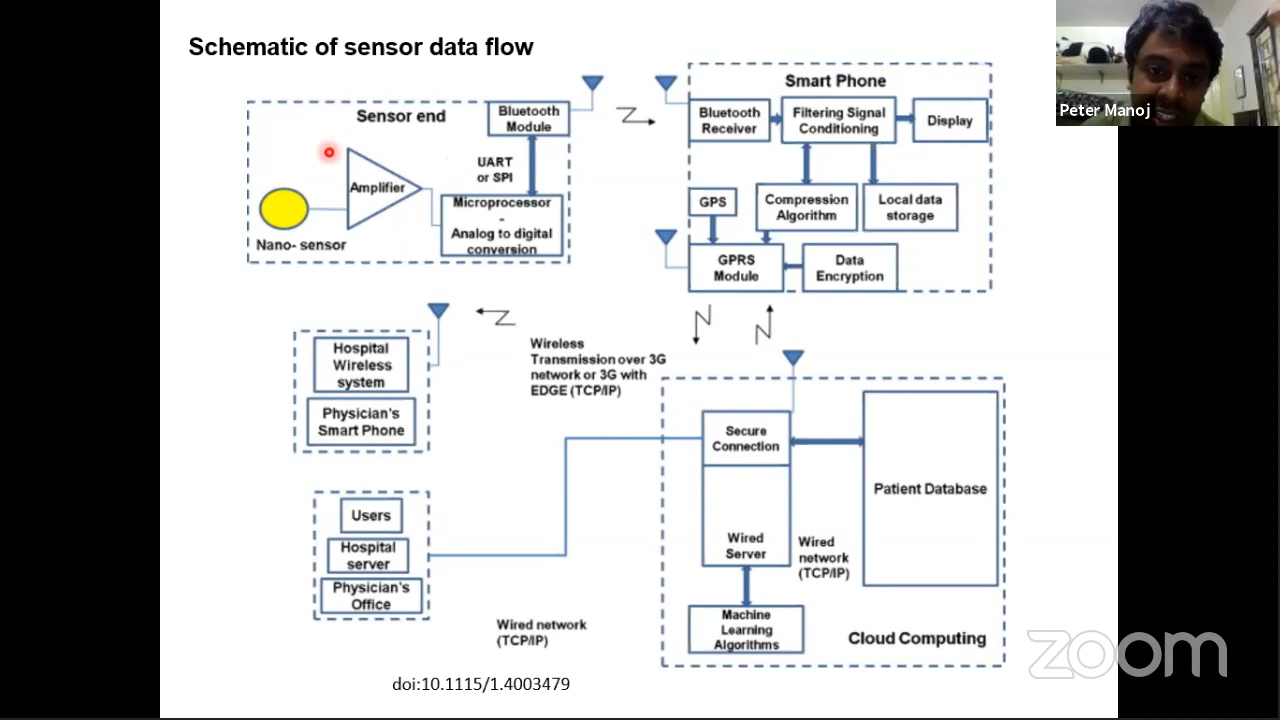 Schematic of sensor data flow
Peter Manoj
Sensor end
Bluetooth
Module
UART
or SPI
Amplifier
Microprocessor
-
Analog to digital
conversion
Nano- sensor
Smart Phone
Bluetooth
Receiver
Filtering Signal
Conditioning
Display
GPS
Compression
Algorithm
Local data
storage
GPRS
Module
Data
Encryption
Hospital
Wireless
system
Physician's
Smart Phone
Wireless
Transmission over 3G
network or 3G with
EDGE (TCP/IP)
Users
Hospital
server
Physician's
Office
Wired network
(TCP/IP)
Secure
Connection
Wired
Server
Wired
network
(TCP/IP)
Patient Database
Machine
Learning
Algorithms
Cloud Computing
doi:10.1115/1.4003479
zoom